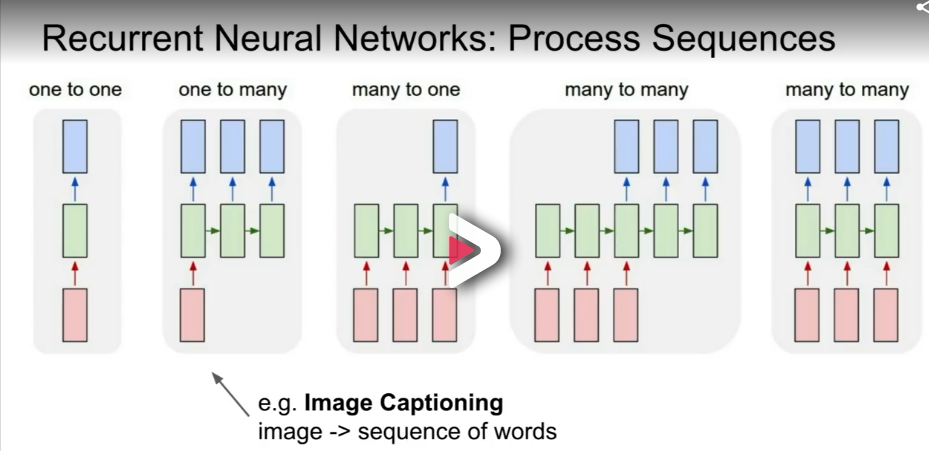 Recurrent Neural Networks: Process Sequences
one to one
one to many
many to one
many to many
many to many
e.g. Image Captioning
image -> sequence of words